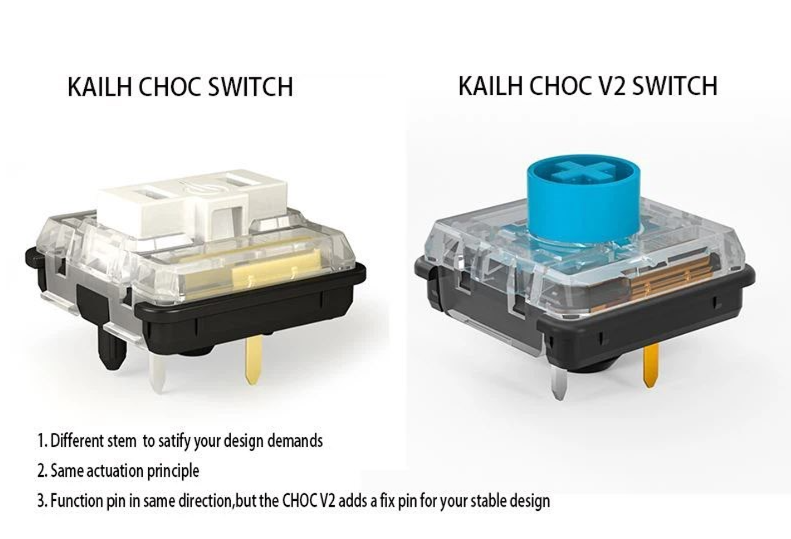 KAILH CHOC SWITCH
KAILH CHOC V2 SWITCH
1. Different stem to satify your design demands
2. Same actuation principle
3. Function pin in same direction,but the CHOC V2 adds a fix pin for your stable design